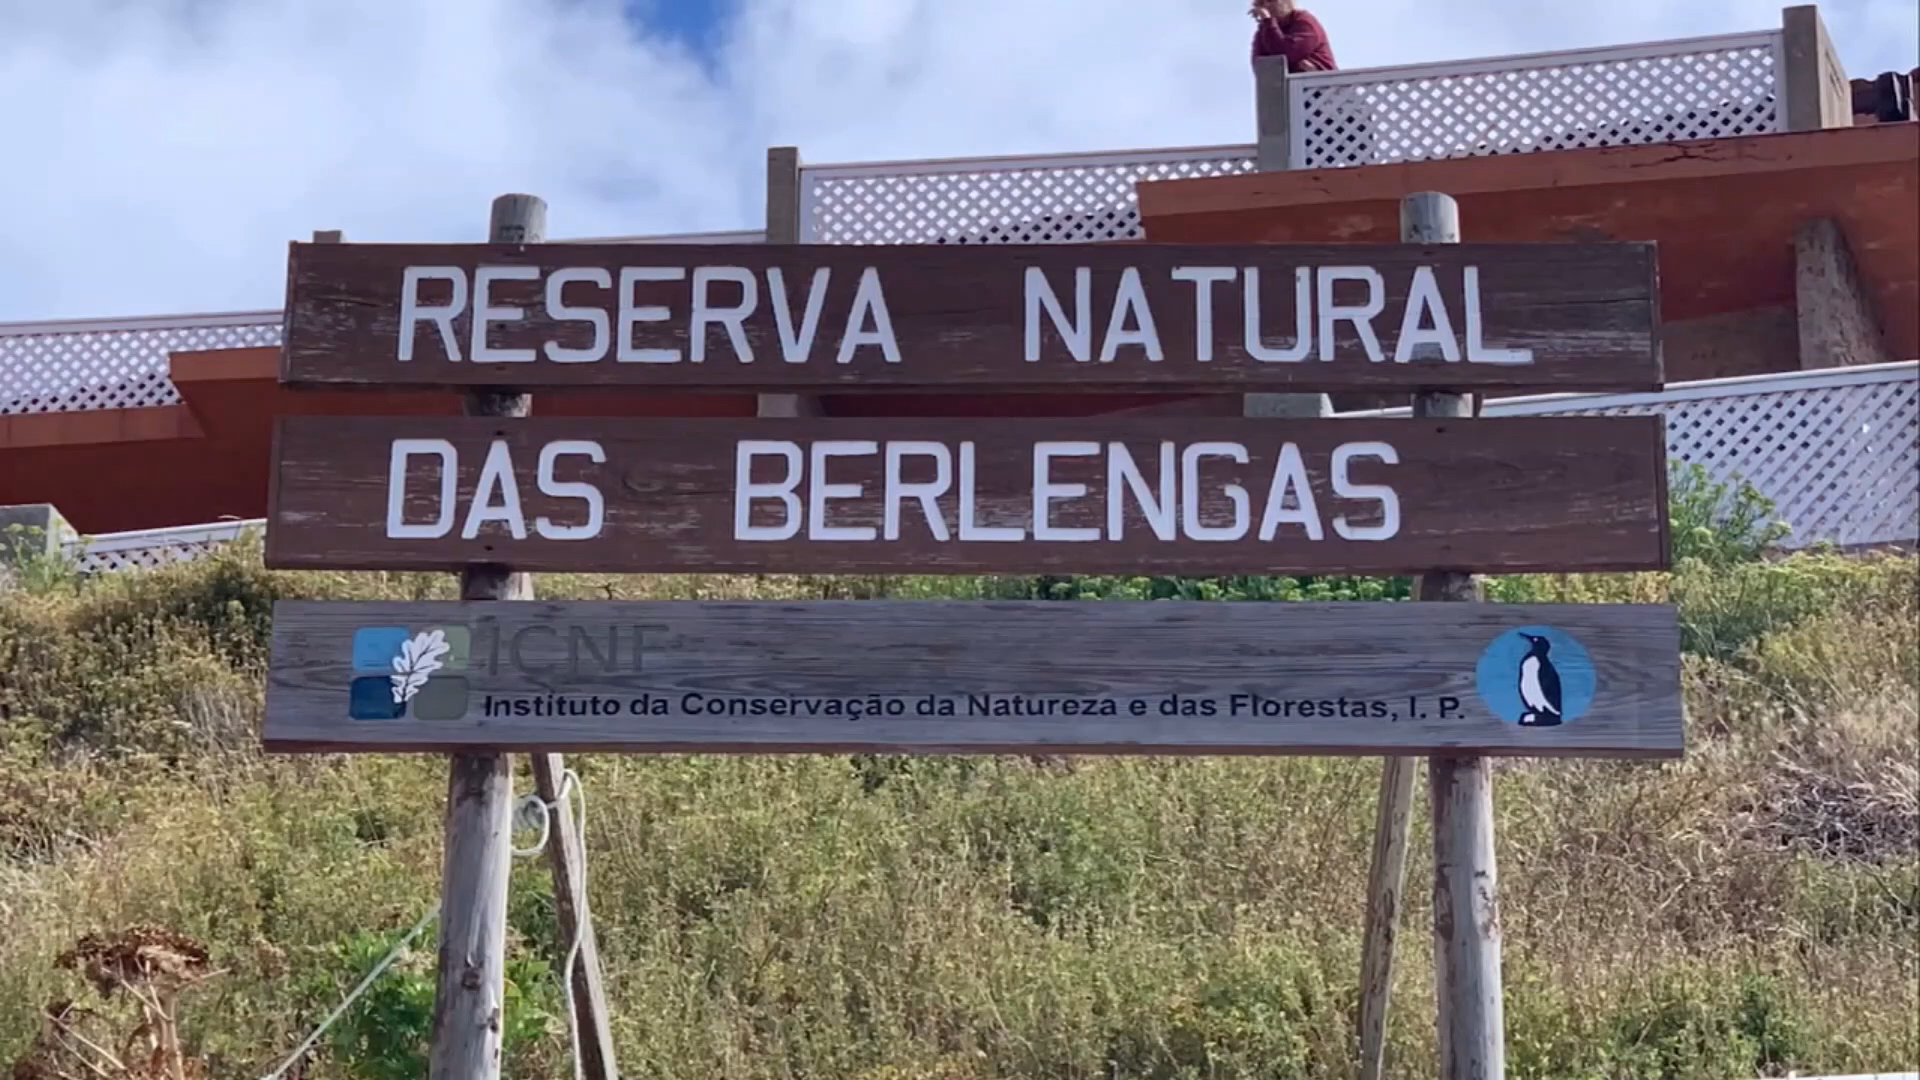 RESERVA NATURAL
DAS BERLENGAS
ICNF
Instituto da Conservação da Natureza e das Florestas, I. P.